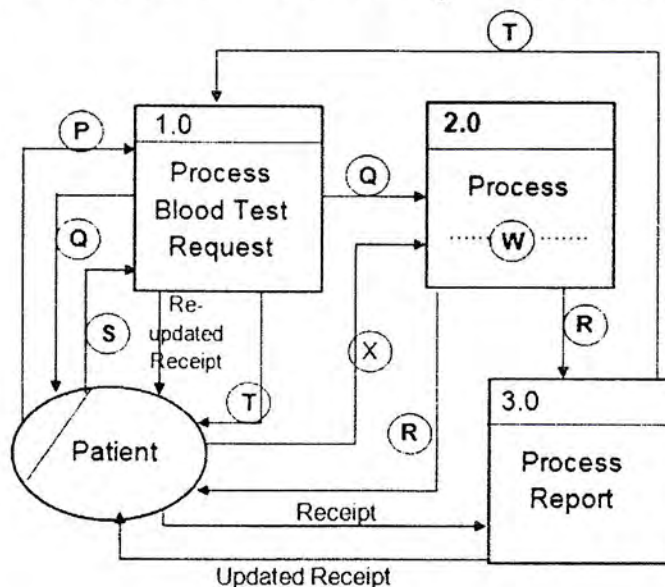 T
P
1.0
Process
Blood Test
Request
Q
2.0
Process
W
Q
S
Re-
updated
Receipt
T
X
R
R
3.0
Process
Report
Patient
Receipt
Updated Receipt